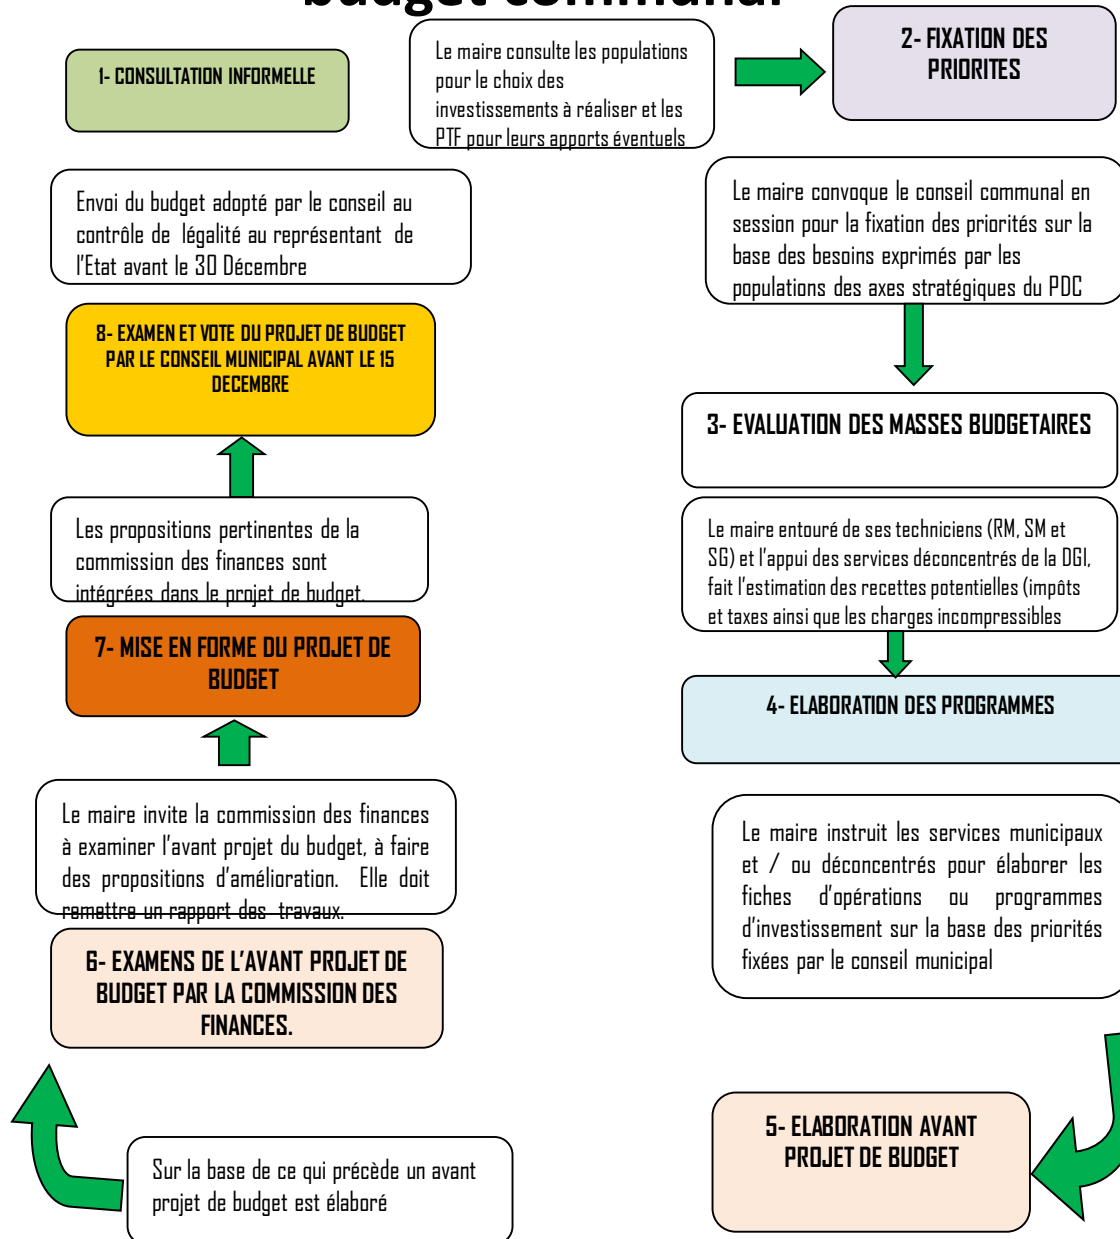 budget communal
1- CONSULTATION INFORMELLE
Le maire consulte les populations
pour le choix des
investissements à réaliser et les
PTF pour leurs apports éventuels
2- FIXATION DES
PRIORITES
Le maire convoque le conseil communal en
session pour la fixation des priorités sur la
base des besoins exprimés par les
populations des axes stratégiques du PDC
3- EVALUATION DES MASSES BUDGETAIRES
Le maire entouré de ses techniciens (RM, SM et
SG) et l'appui des services déconcentrés de la DGI,
fait l'estimation des recettes potentielles (impôts
et taxes ainsi que les charges incompressibles
4- ELABORATION DES PROGRAMMES
Le maire instruit les services municipaux
et / ou déconcentrés pour élaborer les
fiches d'opérations ou programmes
d'investissement sur la base des priorités
fixées par le conseil municipal
5- ELABORATION AVANT
PROJET DE BUDGET
Sur la base de ce qui précède un avant
projet de budget est élaboré
6- EXAMENS DE L'AVANT PROJET DE
BUDGET PAR LA COMMISSION DES
FINANCES.
Le maire invite la commission des finances
à examiner l'avant projet du budget, à faire
des propositions d'amélioration. Elle doit
remettre un rapport des travaux.
7- MISE EN FORME DU PROJET DE
BUDGET
Les propositions pertinentes de la
commission des finances sont
intégrées dans le projet de budget.
8- EXAMEN ET VOTE DU PROJET DE BUDGET
PAR LE CONSEIL MUNICIPAL AVANT LE 15
DECEMBRE
Envoi du budget adopté par le conseil au
contrôle de légalité au représentant de
l'Etat avant le 30 Décembre